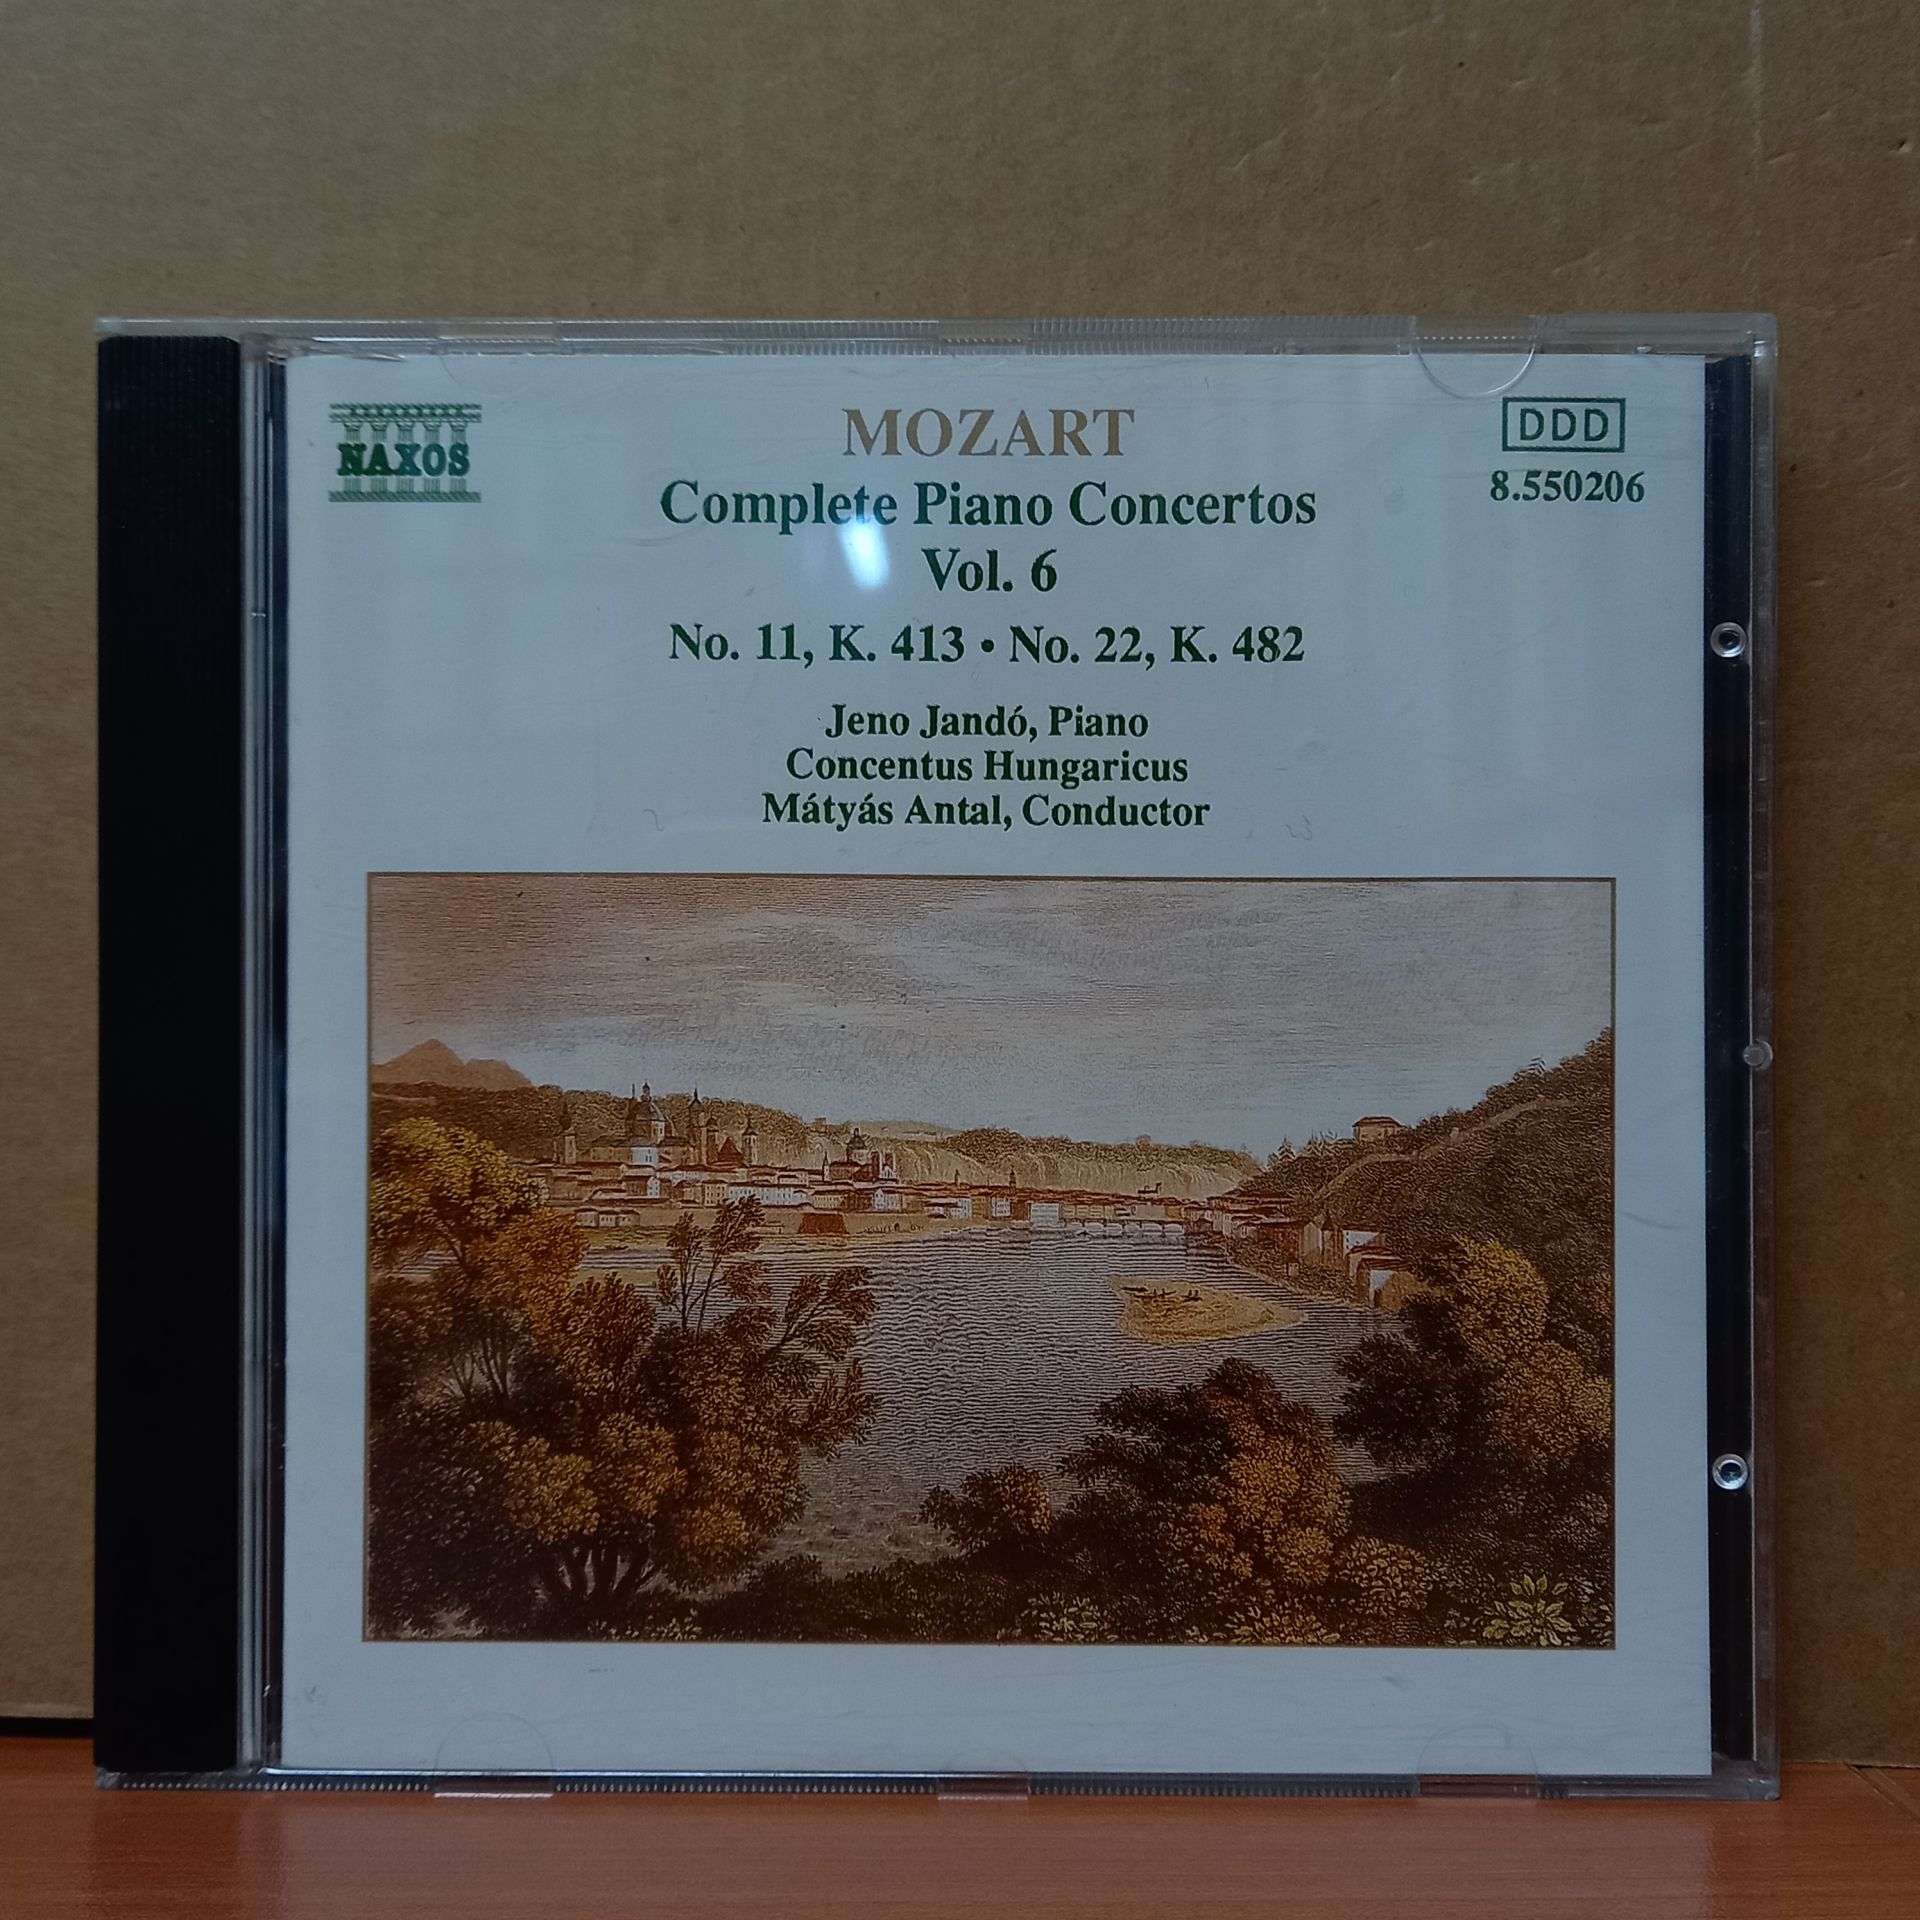 NAXOS
MOZART
DDD
8.550206
Complete Piano Concertos
Vol. 6
No. 11, K. 413 • No. 22, K. 482
Jeno Jandó, Piano
Concentus Hungaricus
Mátyás Antal, Conductor